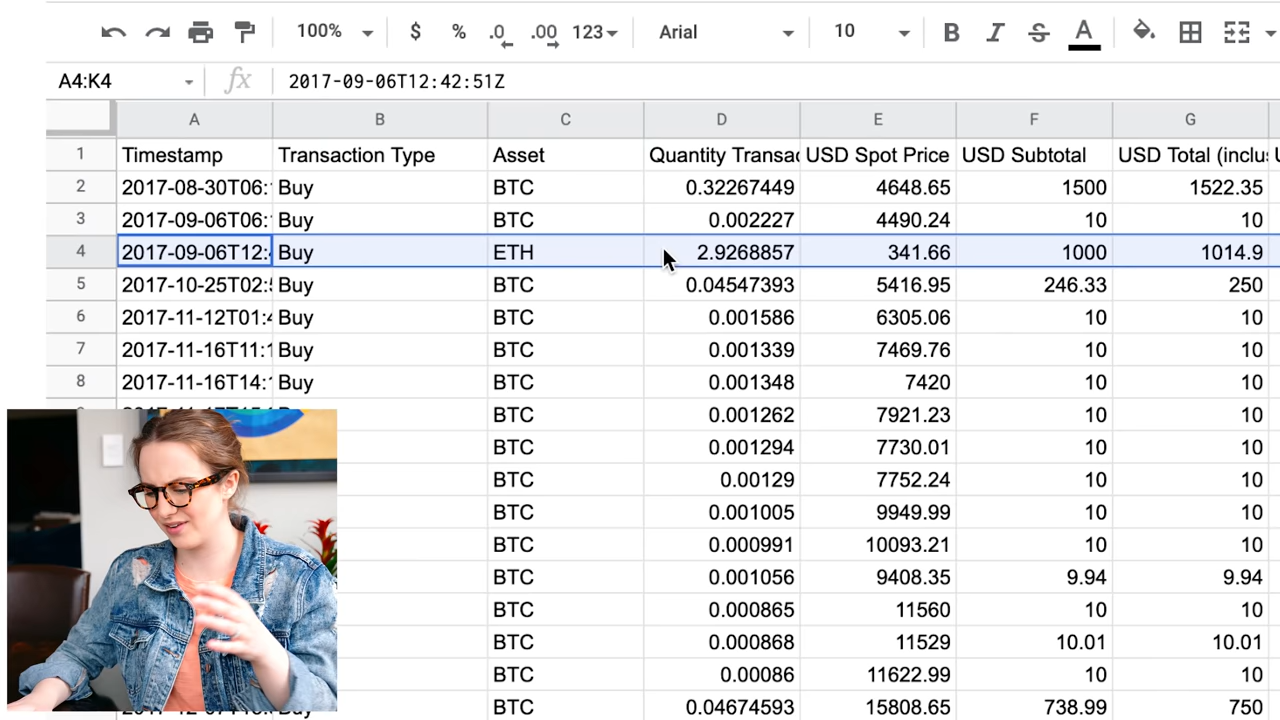 100% $ % .0 .00 123 Arial 10 B I S A
A4:K4 fx 2017-09-06T12:42:51Z
A B C D E F G
1 Timestamp Transaction Type Asset Quantity Transac USD Spot Price USD Subtotal USD Total (inclu
2 2017-08-30T06: Buy BTC 0.32267449 4648.65 1500 1522.35
3 2017-09-06T06: Buy BTC 0.002227 4490.24 10 10
4 2017-09-06T12: Buy ETH 2.9268857 341.66 1000 1014.9
5 2017-10-25T02: Buy BTC 0.04547393 5416.95 246.33 250
6 2017-11-12T01:4 Buy BTC 0.001586 6305.06 10 10
7 2017-11-16T11:1 Buy BTC 0.001339 7469.76 10 10
8 2017-11-16T14: Buy BTC 0.001348 7420 10 10
BTC 0.001262 7921.23 10 10
BTC 0.001294 7730.01 10 10
BTC 0.00129 7752.24 10 10
BTC 0.001005 9949.99 10 10
BTC 0.000991 10093.21 10 10
BTC 0.001056 9408.35 9.94 9.94
BTC 0.000865 11560 10 10
BTC 0.000868 11529 10.01 10.01
BTC 0.00086 11622.99 10 10
BTC 0.04674593 15808.65 738.99 750